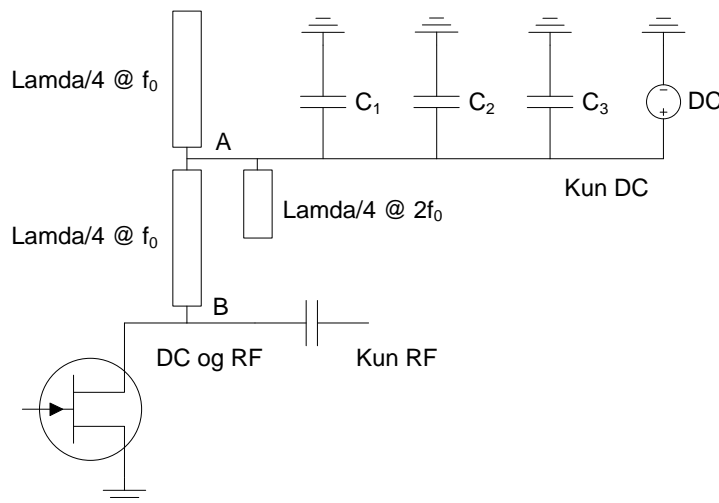 Lamda/4 @ f₀
A
C₁
C₂
C₃
-
+
DC
Lamda/4 @ 2f₀
Kun DC
Lamda/4 @ f₀
B
DC og RF
Kun RF